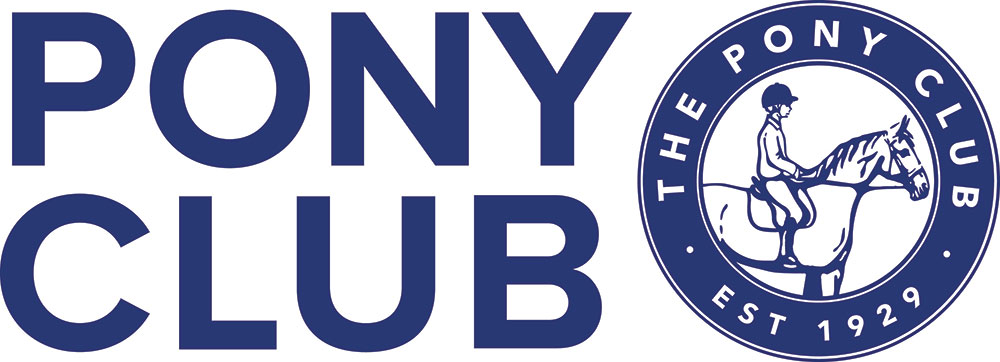 PONY
CLUB
THE PONY CLUB
EST 1929